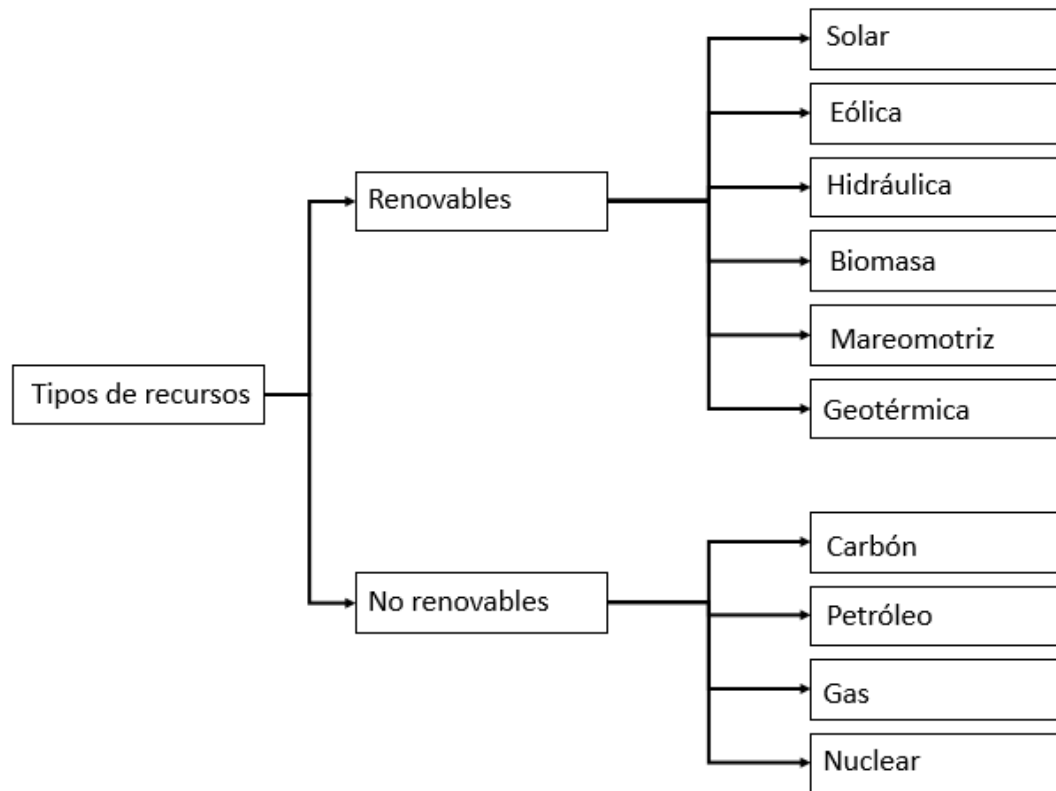 Tipos de recursos
Renovables
Solar
Eólica
Hidráulica
Biomasa
Mareomotriz
Geotérmica
No renovables
Carbón
Petróleo
Gas
Nuclear